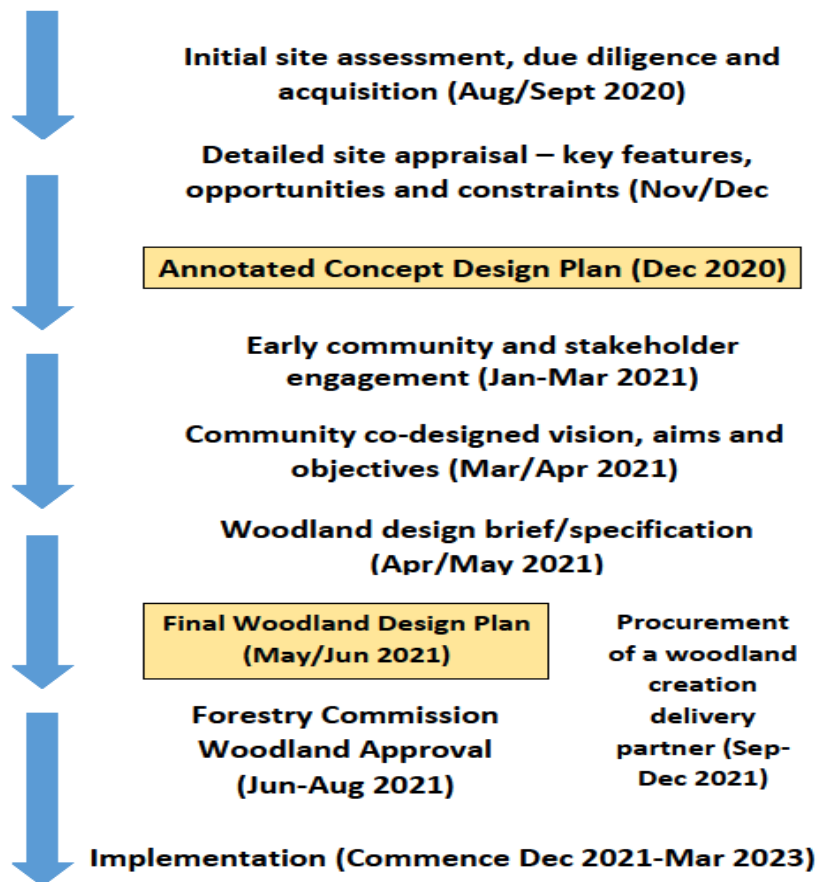 Initial site assessment, due diligence and
acquisition (Aug/Sept 2020)
Detailed site appraisal – key features,
opportunities and constraints (Nov/Dec
Annotated Concept Design Plan (Dec 2020)
Early community and stakeholder
engagement (Jan-Mar 2021)
Community co-designed vision, aims and
objectives (Mar/Apr 2021)
Woodland design brief/specification
(Apr/May 2021)
Final Woodland Design Plan
(May/Jun 2021)
Procurement
of a woodland
creation
delivery
partner (Sep-
Dec 2021)
Forestry Commission
Woodland Approval
(Jun-Aug 2021)
Implementation (Commence Dec 2021-Mar 2023)